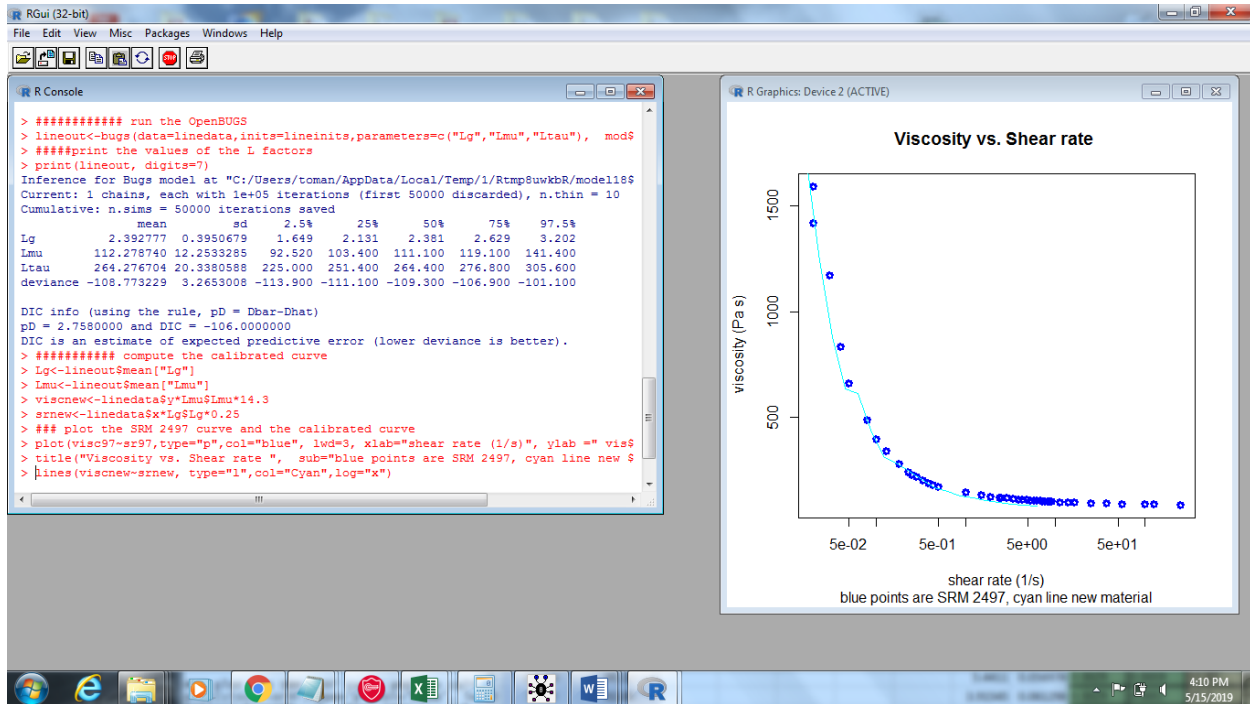 RGui (32-bit)
File Edit View Misc Packages Windows Help
STOP
R Console
> ############ run the OpenBUGS
> lineout<-bugs(data=linedata,inits=lineinits,parameters=c("Lg","Lmu","Ltau"),  mod$
> #####print the values of the L factors
> print(lineout, digits=7)
Inference for Bugs model at "C:/Users/toman/AppData/Local/Temp/1/Rtmp8uwkbR/model18$
Current: 1 chains, each with 1e+05 iterations (first 50000 discarded), n.thin = 10
Cumulative: n.sims = 50000 iterations saved
mean sd 2.5% 25% 50% 75% 97.5%
Lg 2.392777 0.3950679 1.649 2.131 2.381 2.629 3.202
Lmu 112.278740 12.2533285 92.520 103.400 111.100 119.100 141.400
Ltau 264.276704 20.3380588 225.000 251.400 264.400 276.800 305.600
deviance -108.773229 3.2653008 -113.900 -111.100 -109.300 -106.900 -101.100
DIC info (using the rule, pD = Dbar-Dhat)
pD = 2.7580000 and DIC = -106.0000000
DIC is an estimate of expected predictive error (lower deviance is better).
> ########### compute the calibrated curve
> Lg<-lineout$mean["Lg"]
> Lmu<-lineout$mean["Lmu"]
> viscnew<-linedata$y*Lmu$Lmu*14.3
> srnew<-linedata$x*Lg$Lg*0.25
> ### plot the SRM 2497 curve and the calibrated curve
> plot(visc97~sr97,type="p",col="blue", lwd=3, xlab="shear rate (1/s)", ylab =" vis$
> title("Viscosity vs. Shear rate ",  sub="blue points are SRM 2497, cyan line new $
> lines(viscnew~srnew, type="l",col="Cyan",log="x")
R Graphics: Device 2 (ACTIVE)
Viscosity vs. Shear rate
viscosity (Pa s)
1500
1000
500
5e-02 5e-01 5e+00 5e+01
shear rate (1/s)
blue points are SRM 2497, cyan line new material
4:10 PM
5/15/2019